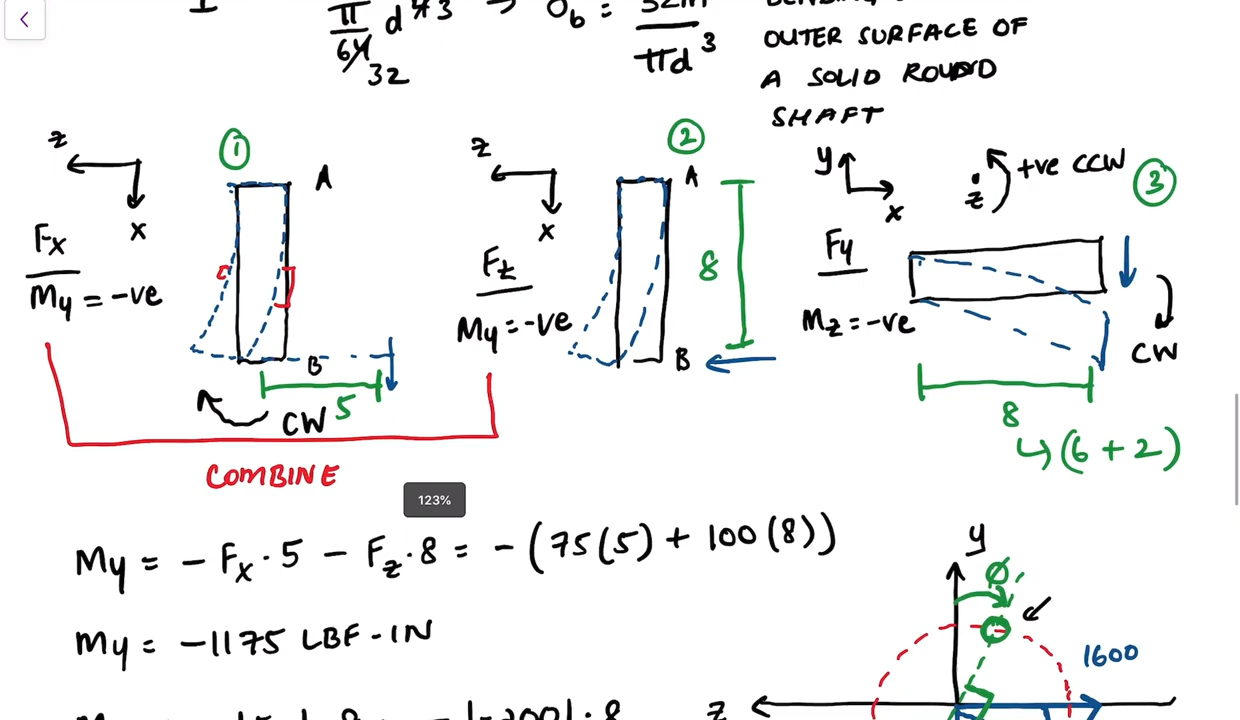 I
π/64 d^4 3 → σb = 32M/πd³
32
OUTER SURFACE OF
A SOLID ROUND
SHAFT
z
x
①
A
Fx
My = -ve
B
5
CW
z
x
②
A
8
Fz
My = -ve
B
y
x
z
+ve CCW
③
Fy
Mz = -ve
CW
8
↳(6 + 2)
COMBINE
123%
My = - Fx · 5 - Fz · 8 = - (75(5) + 100(8))
My = -1175 LBF-IN
y
Ø
1600
z